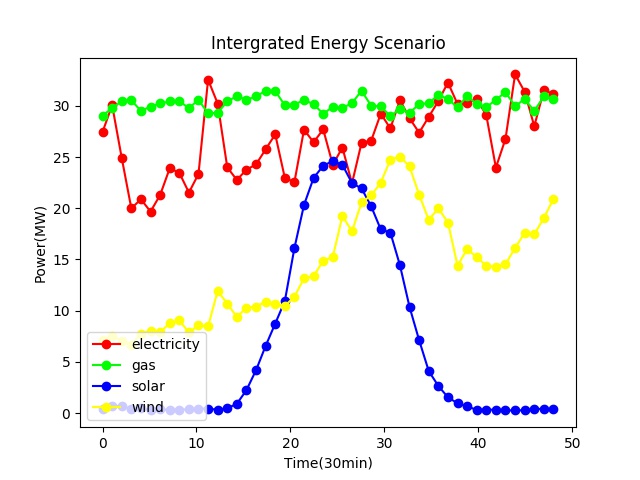 Intergrated Energy Scenario
Power(MW)
30
25
20
15
10
5
0
electricity
gas
solar
wind
0 10 20 30 40 50
Time(30min)